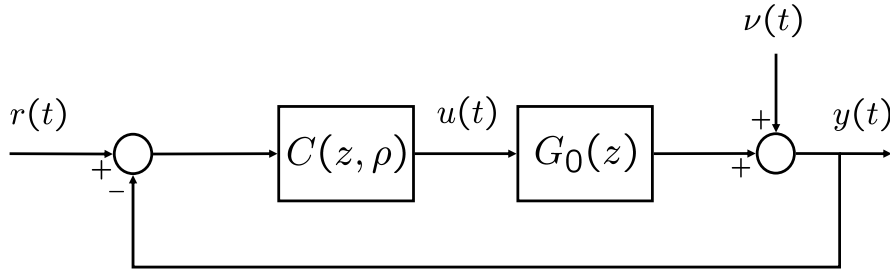 ν(t)
r(t) u(t) y(t)
+
C(z, ρ) G₀(z)
+ +
−